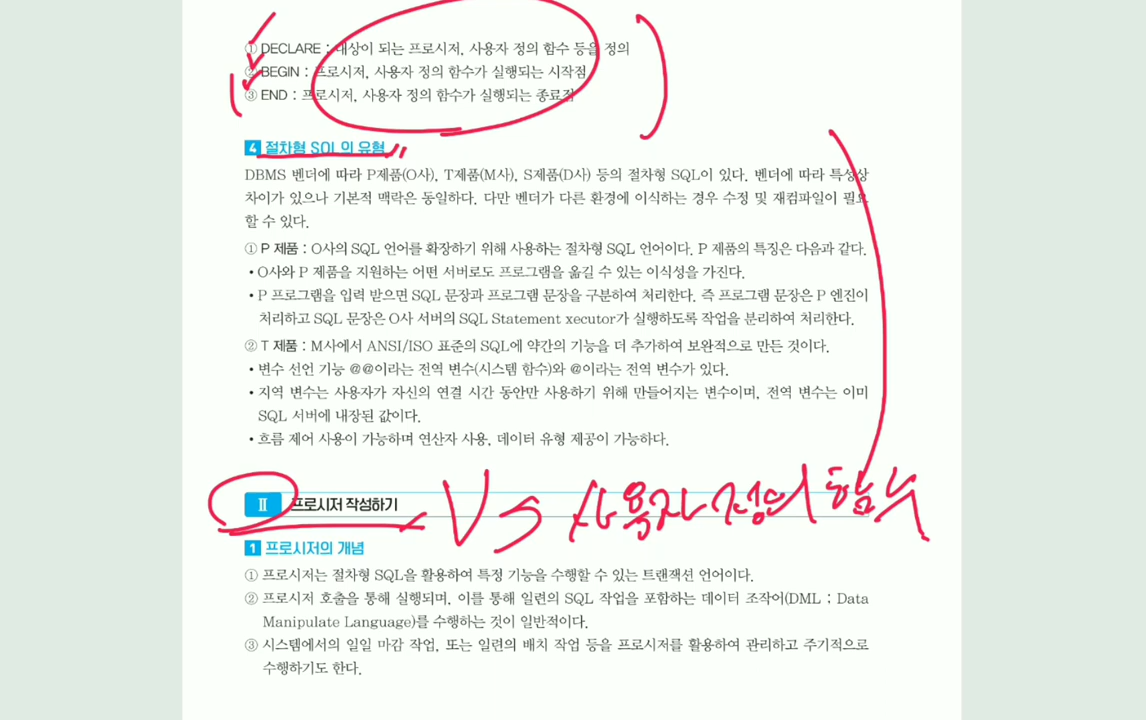 ① DECLARE : 대상이 되는 프로시저, 사용자 정의 함수 등을 정의
② BEGIN : 프로시저, 사용자 정의 함수가 실행되는 시작점
③ END : 프로시저, 사용자 정의 함수가 실행되는 종료점
4 절차형 SQL의 유형
DBMS 벤더에 따라 P제품(O사), T제품(M사), S제품(D사) 등의 절차형 SQL이 있다. 벤더에 따라 특성상
차이가 있으나 기본적 맥락은 동일하다. 다만 벤더가 다른 환경에 이식하는 경우 수정 및 재컴파일이 필요
할 수 있다.
① P 제품 : O사의 SQL 언어를 확장하기 위해 사용하는 절차형 SQL 언어이다. P 제품의 특징은 다음과 같다.
• O사와 P 제품을 지원하는 어떤 서버로도 프로그램을 옮길 수 있는 이식성을 가진다.
• P 프로그램을 입력 받으면 SQL 문장과 프로그램 문장을 구분하여 처리한다. 즉 프로그램 문장은 P 엔진이
처리하고 SQL 문장은 O사 서버의 SQL Statement xecutor가 실행하도록 작업을 분리하여 처리한다.
② T 제품 : M사에서 ANSI/ISO 표준의 SQL에 약간의 기능을 더 추가하여 보완적으로 만든 것이다.
• 변수 선언 기능 @@이라는 전역 변수(시스템 함수)와 @이라는 전역 변수가 있다.
• 지역 변수는 사용자가 자신의 연결 시간 동안만 사용하기 위해 만들어지는 변수이며, 전역 변수는 이미
SQL 서버에 내장된 값이다.
• 흐름 제어 사용이 가능하며 연산자 사용, 데이터 유형 제공이 가능하다.
Ⅱ 프로시저 작성하기 VS 사용자 정의 함수
1 프로시저의 개념
① 프로시저는 절차형 SQL을 활용하여 특정 기능을 수행할 수 있는 트랜잭션 언어이다.
② 프로시저 호출을 통해 실행되며, 이를 통해 일련의 SQL 작업을 포함하는 데이터 조작어(DML : Data
Manipulate Language)를 수행하는 것이 일반적이다.
③ 시스템에서의 일일 마감 작업, 또는 일련의 배치 작업 등을 프로시저를 활용하여 관리하고 주기적으로
수행하기도 한다.